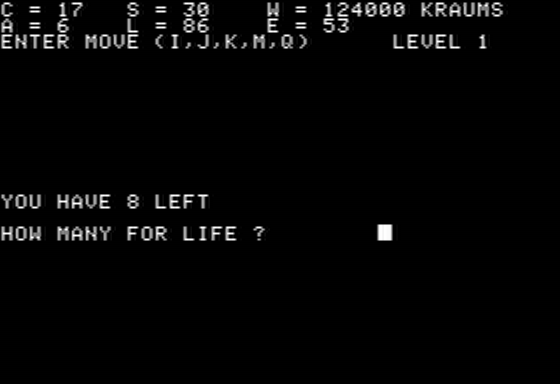 C = 17 S = 30 W = 124000 KRAUMS
A = 6 L = 86 E = 53
ENTER MOVE (I,J,K,M,Q) LEVEL 1
YOU HAVE 8 LEFT
HOW MANY FOR LIFE ?